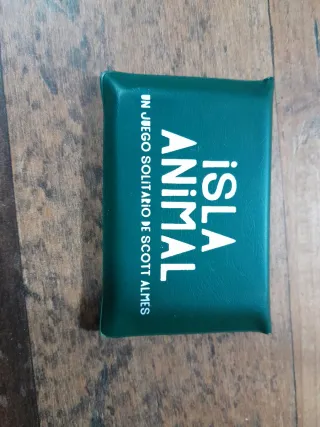 iSLA
ANiMAL
UN JUEGO SOLITARIO DE SCOTT ALMES